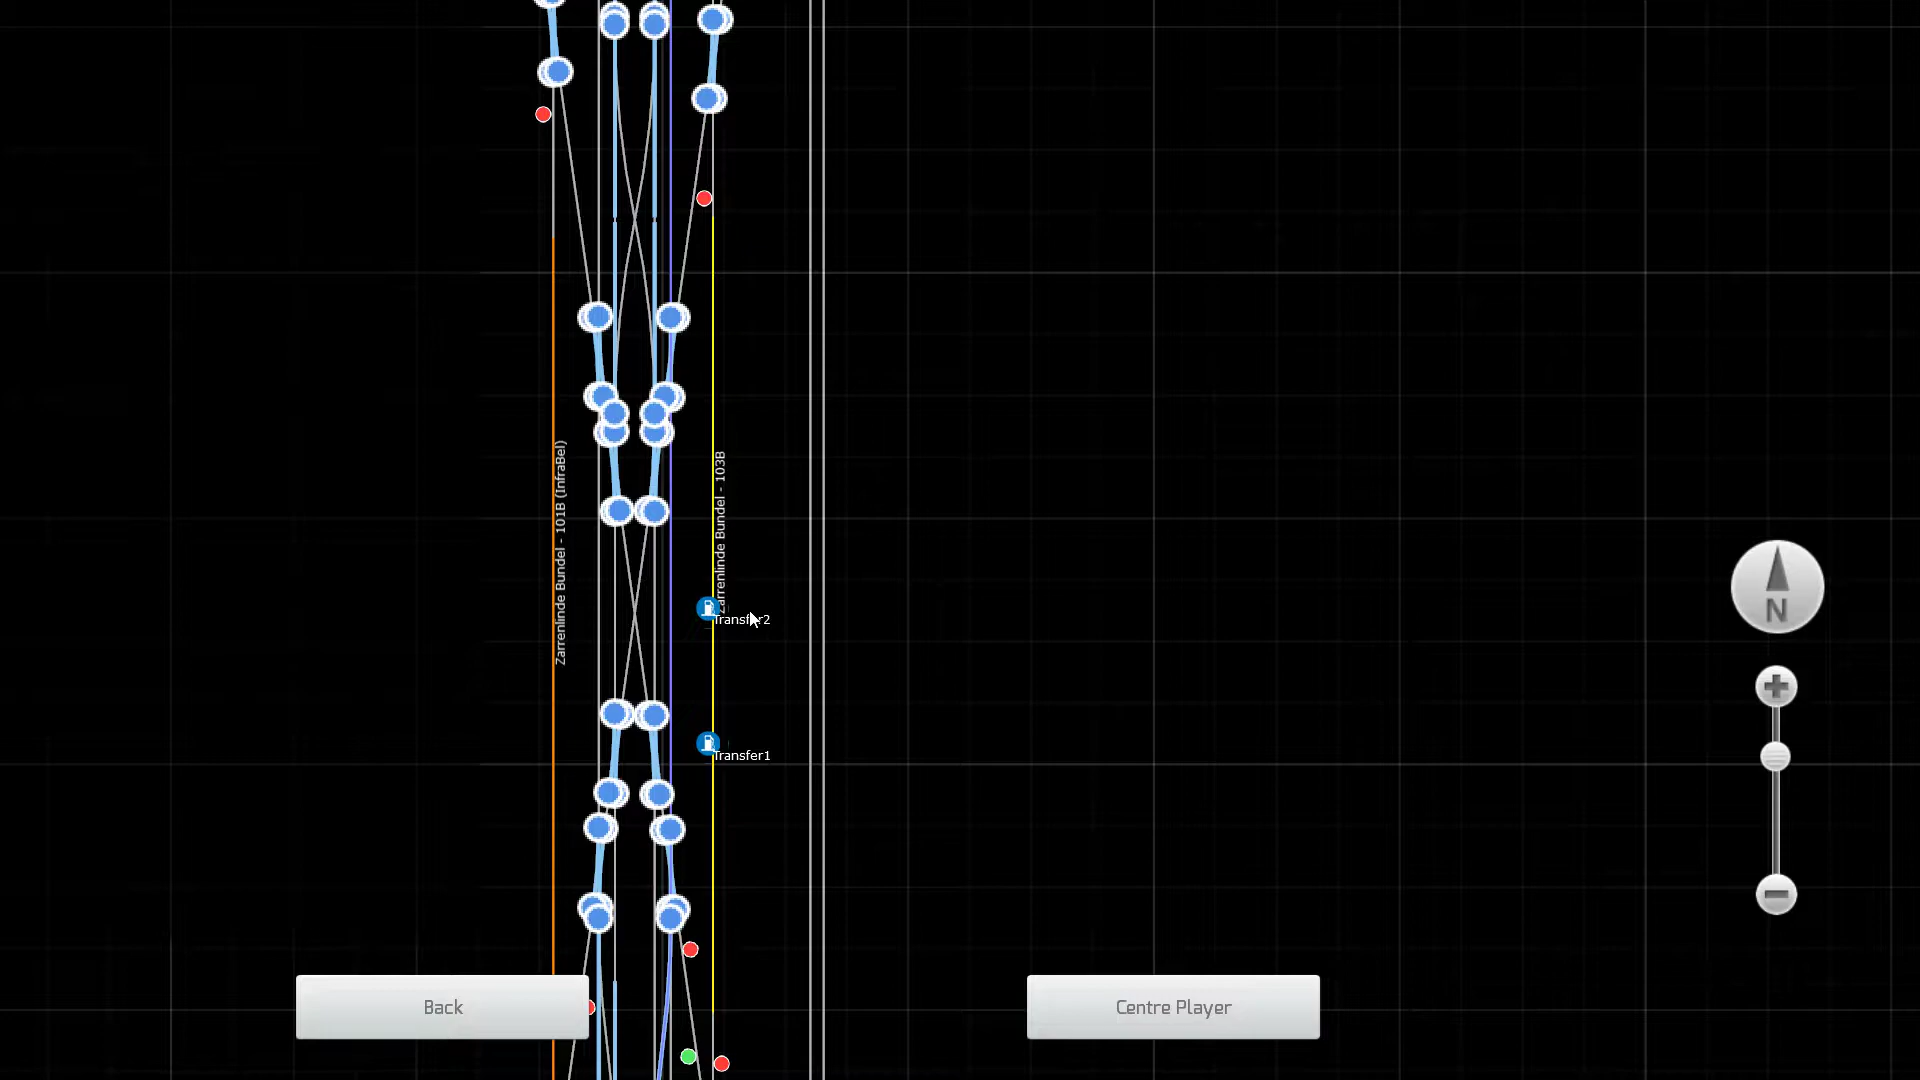 Zarrenlinde Bundel - 101B (InfraBel)
Zarrenlinde Bundel - 103B
Transfer2
Transfer1
N
Back
Centre Player